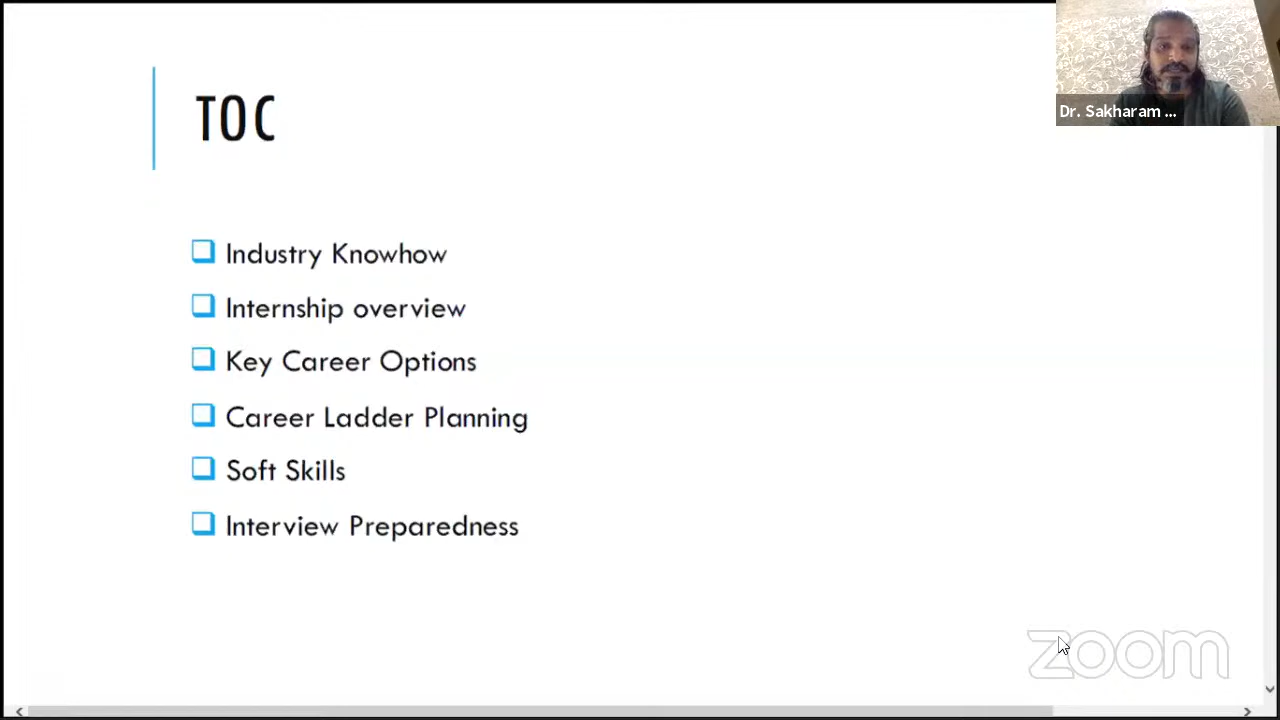 TOC
Dr. Sakharam ...
Industry Knowhow
Internship overview
Key Career Options
Career Ladder Planning
Soft Skills
Interview Preparedness
zoom